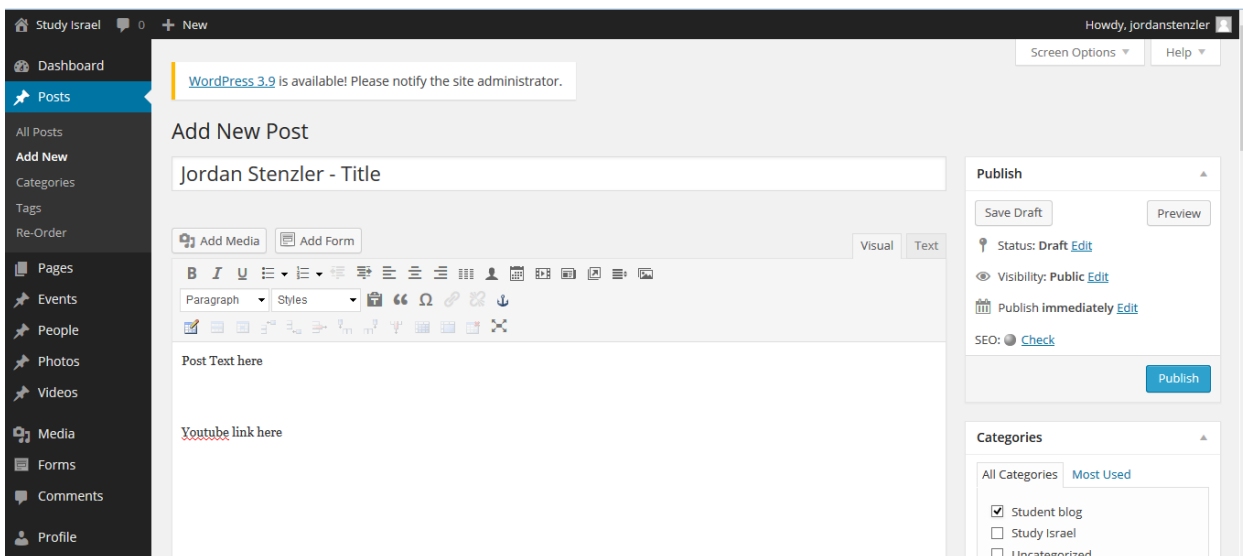 Study Israel 0 + New Howdy, jordanstenzler
Screen Options Help
Dashboard
Posts
All Posts
Add New
Categories
Tags
Re-Order
Pages
Events
People
Photos
Videos
Media
Forms
Comments
Profile
WordPress 3.9 is available! Please notify the site administrator.
Add New Post
Jordan Stenzler - Title
Add Media Add Form
Visual Text
B I U
Paragraph Styles Ω
Post Text here
Youtube link here
Publish
Save Draft Preview
Status: Draft Edit
Visibility: Public Edit
Publish immediately Edit
SEO: Check
Publish
Categories
All Categories Most Used
Student blog
Study Israel
Uncategorized